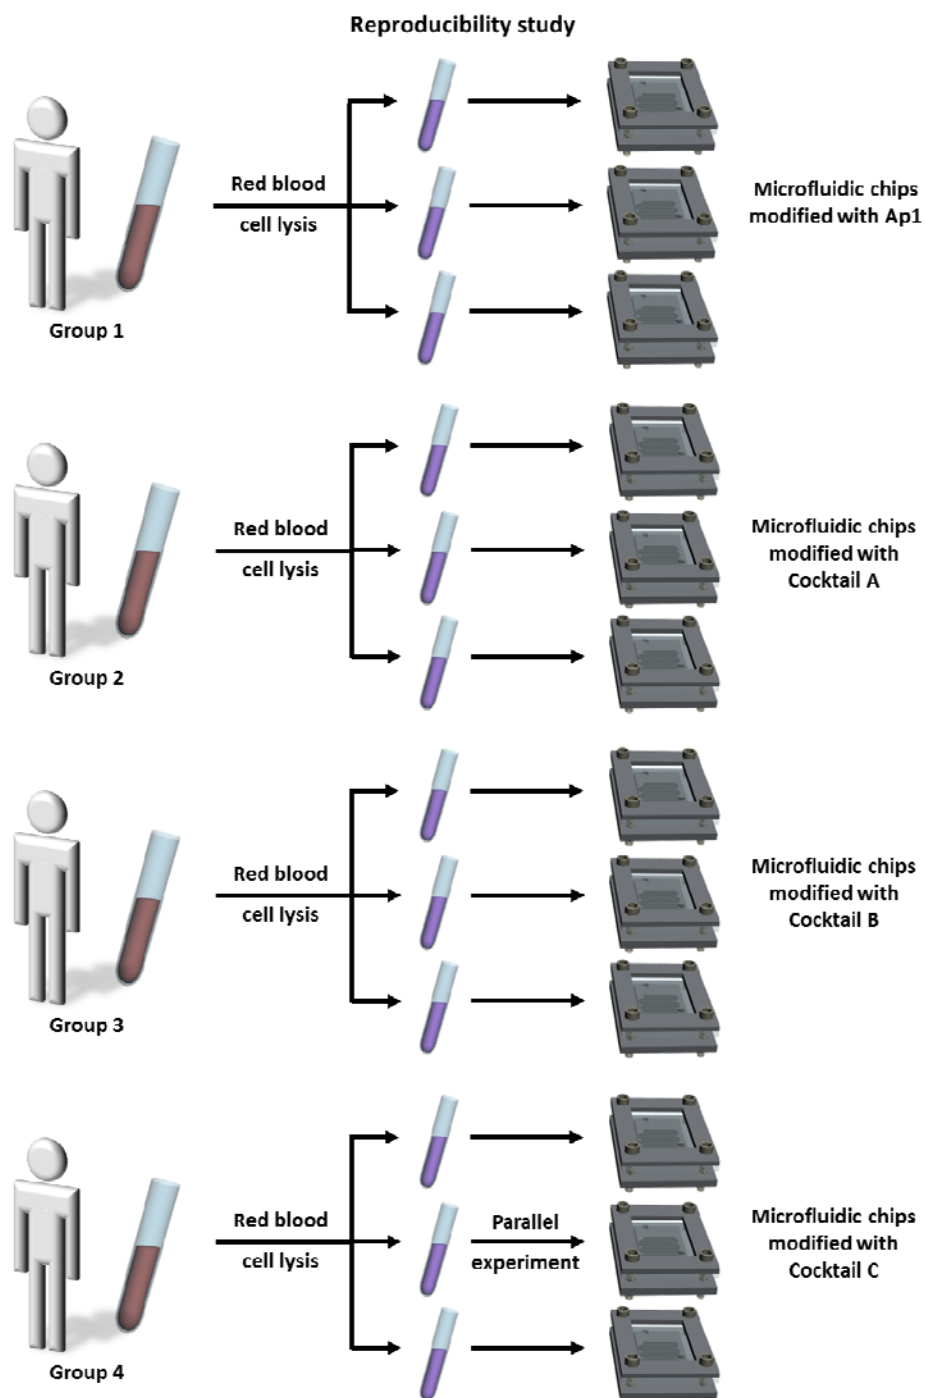 Reproducibility study
Red blood
cell lysis
Group 1
Microfluidic chips
modified with Ap1
Red blood
cell lysis
Group 2
Microfluidic chips
modified with
Cocktail A
Red blood
cell lysis
Group 3
Microfluidic chips
modified with
Cocktail B
Red blood
cell lysis
Group 4
Parallel
experiment
Microfluidic chips
modified with
Cocktail C